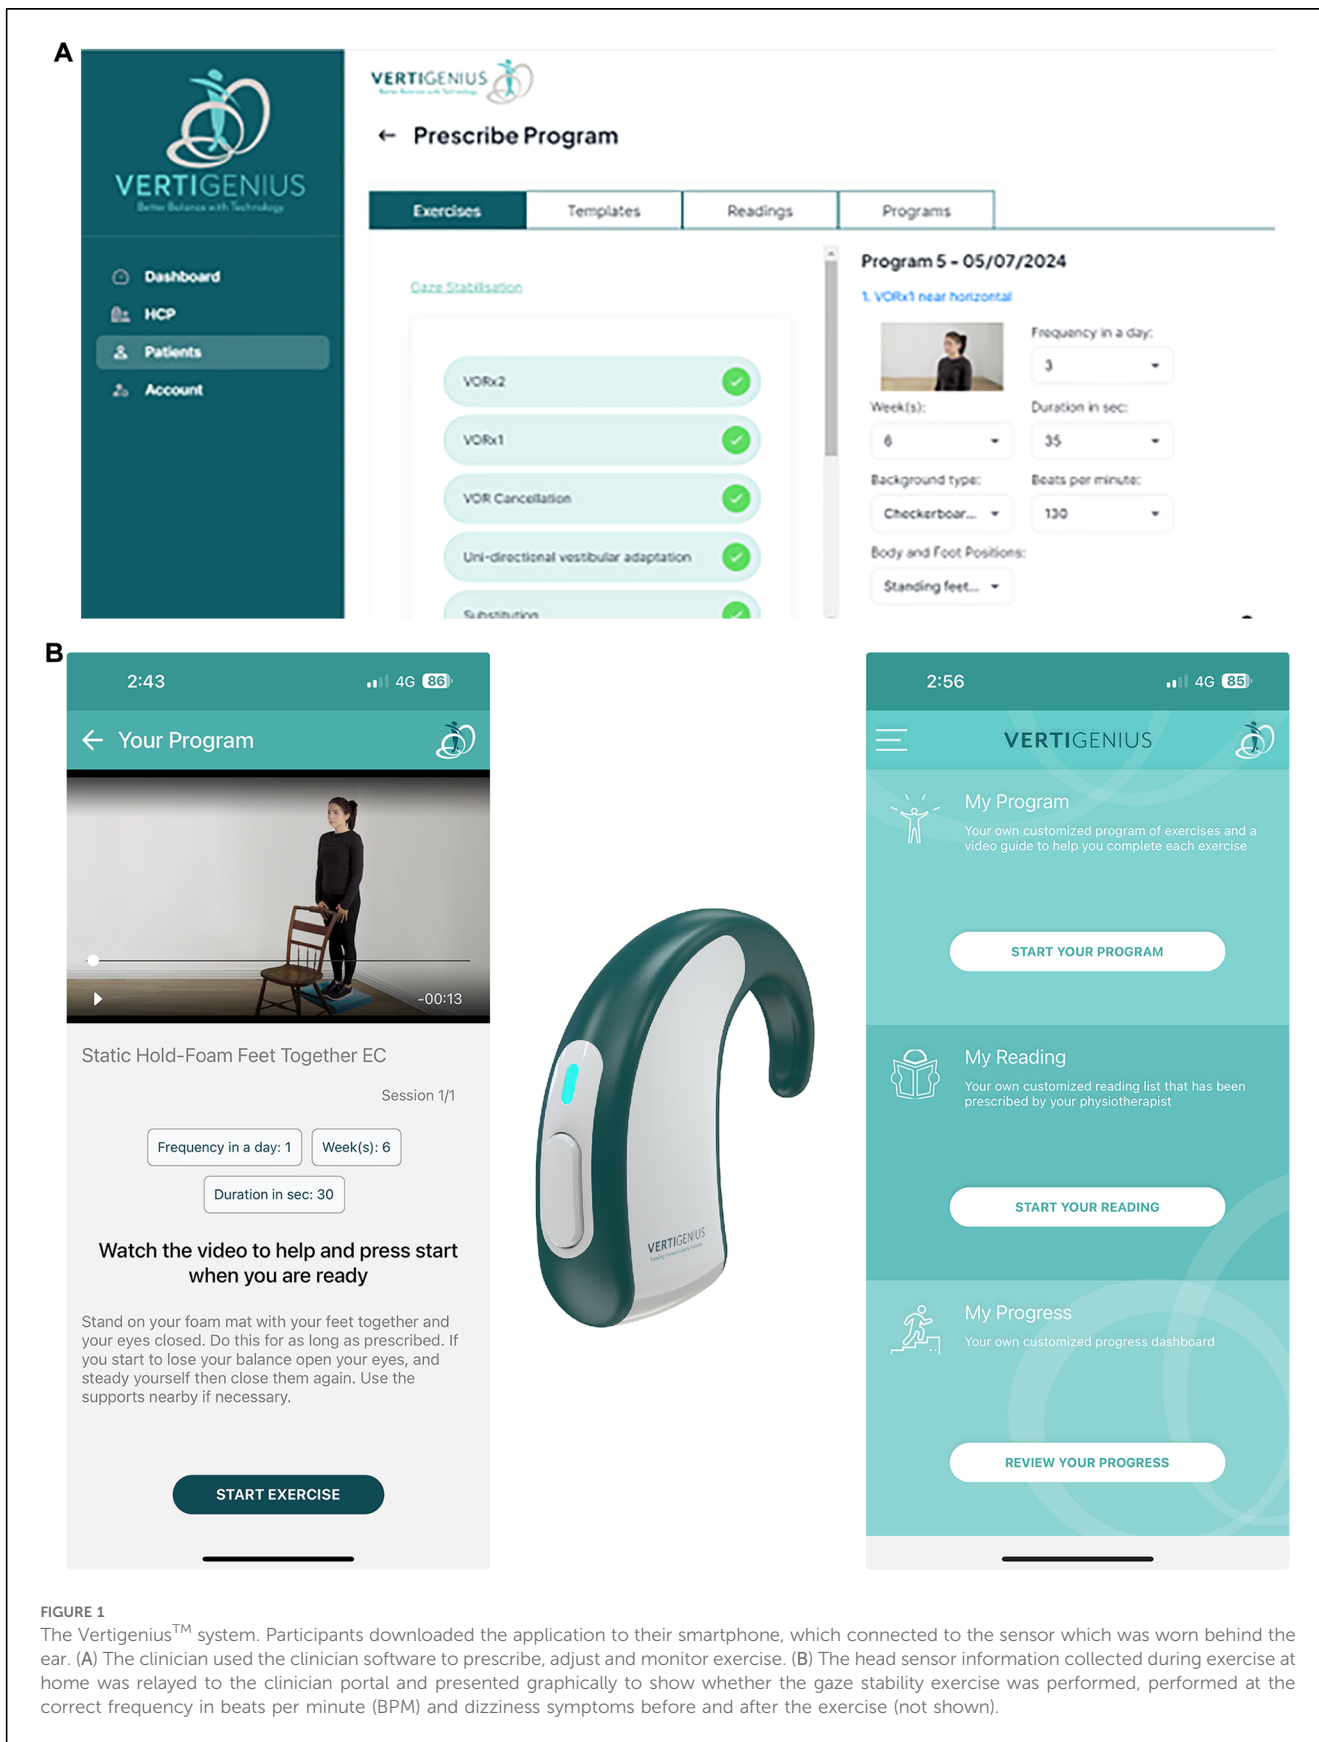 A
VERTIGENIUS
Better Balance with Technology
Dashboard
HCP
Patients
Account
VERTIGENIUS
Better Balance with Technology
← Prescribe Program
Exercises Templates Readings Programs
Gaze Stabilisation
VORx2
VORx1
VOR Cancellation
Uni-directional vestibular adaptation
Substitution
Program 5 - 05/07/2024
1. VORx1 near horizontal
Frequency in a day:
3
Week(s): Duration in sec:
6 35
Background type: Beats per minute:
Checkerboar... 130
Body and Foot Positions:
Standing feet...
B
2:43 4G 86
← Your Program
-00:13
Static Hold-Foam Feet Together EC
Session 1/1
Frequency in a day: 1 Week(s): 6
Duration in sec: 30
Watch the video to help and press start
when you are ready
Stand on your foam mat with your feet together and
your eyes closed. Do this for as long as prescribed. If
you start to lose your balance open your eyes, and
steady yourself then close them again. Use the
supports nearby if necessary.
START EXERCISE
VERTIGENIUS
2:56 4G 85
VERTIGENIUS
My Program
Your own customized program of exercises and a
video guide to help you complete each exercise
START YOUR PROGRAM
My Reading
Your own customized reading list that has been
prescribed by your physiotherapist
START YOUR READING
My Progress
Your own customized progress dashboard
REVIEW YOUR PROGRESS
FIGURE 1
The Vertigenius™ system. Participants downloaded the application to their smartphone, which connected to the sensor which was worn behind the
ear. (A) The clinician used the clinician software to prescribe, adjust and monitor exercise. (B) The head sensor information collected during exercise at
home was relayed to the clinician portal and presented graphically to show whether the gaze stability exercise was performed, performed at the
correct frequency in beats per minute (BPM) and dizziness symptoms before and after the exercise (not shown).